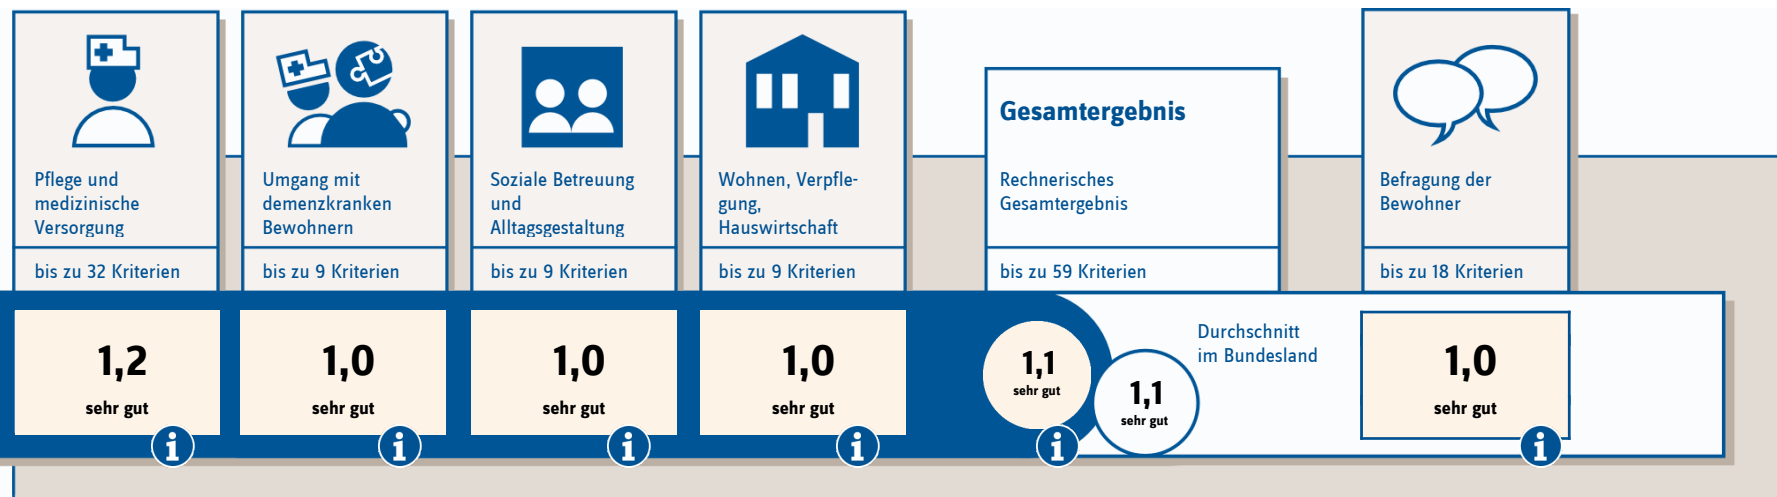 Pflege und
medizinische
Versorgung
bis zu 32 Kriterien
1,2
sehr gut
Umgang mit
demenzkranken
Bewohnern
bis zu 9 Kriterien
1,0
sehr gut
Soziale Betreuung
und
Alltagsgestaltung
bis zu 9 Kriterien
1,0
sehr gut
Wohnen, Verpfle-
gung,
Hauswirtschaft
bis zu 9 Kriterien
1,0
sehr gut
Gesamtergebnis
Rechnerisches
Gesamtergebnis
bis zu 59 Kriterien
1,1
sehr gut
1,1
sehr gut
Durchschnitt
im Bundesland
Befragung der
Bewohner
bis zu 18 Kriterien
1,0
sehr gut